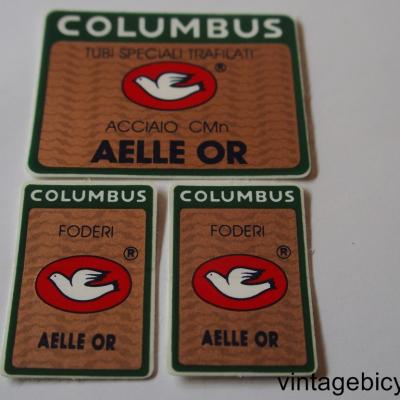 COLUMBUS
TUBI SPECIALI TRAFILATI
®
ACCIAIO CMn
AELLE OR
COLUMBUS
FODERI
®
AELLE OR
COLUMBUS
FODERI
®
AELLE OR
vintagebicy